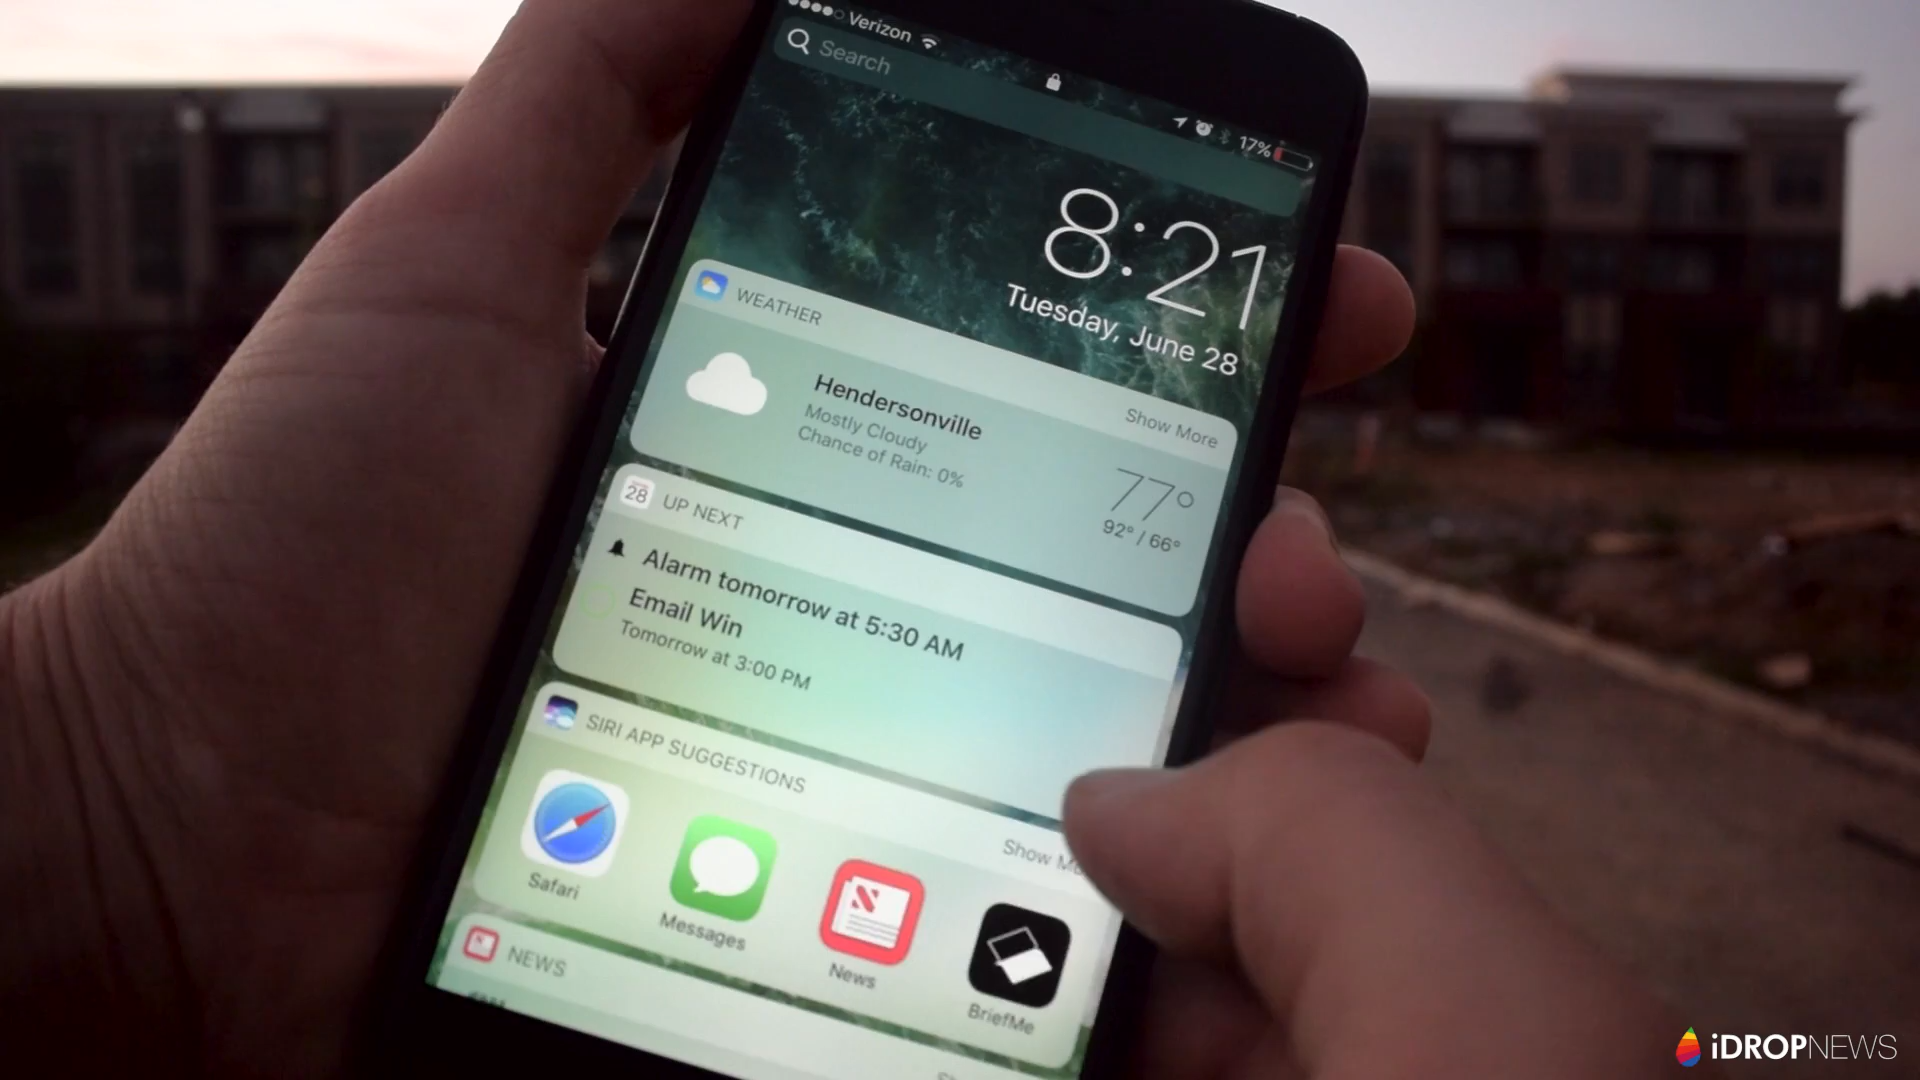 Verizon
Search
17%
8:21
Tuesday, June 28
WEATHER
Show More
Hendersonville
Mostly Cloudy
Chance of Rain: 0%
77°
92° / 66°
28
UP NEXT
Alarm tomorrow at 5:30 AM
Email Win
Tomorrow at 3:00 PM
SIRI APP SUGGESTIONS
Show
Safari
Messages
News
BriefMe
NEWS
iDROPNEWS